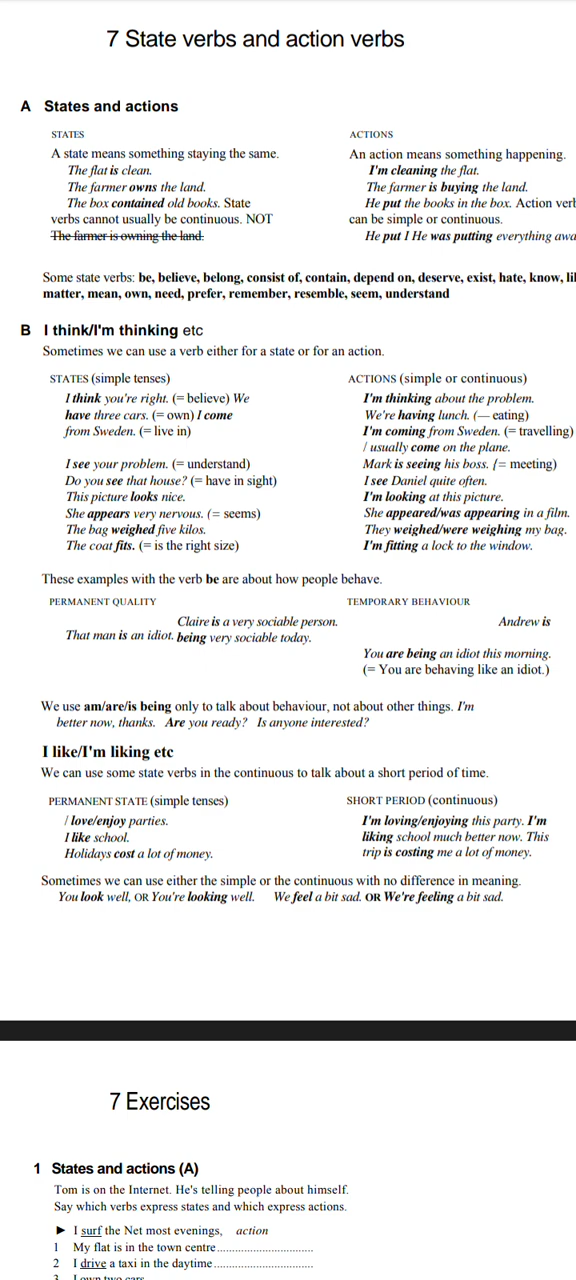 7 State verbs and action verbs
A States and actions
STATES
A state means something staying the same.
The flat is clean.
The farmer owns the land.
The box contained old books. State
verbs cannot usually be continuous. NOT
The farmer is owning the land.
ACTIONS
An action means something happening.
I'm cleaning the flat.
The farmer is buying the land.
He put the books in the box. Action verb
can be simple or continuous.
He put I He was putting everything awa
Some state verbs: be, believe, belong, consist of, contain, depend on, deserve, exist, hate, know, li
matter, mean, own, need, prefer, remember, resemble, seem, understand
B I think/I'm thinking etc
Sometimes we can use a verb either for a state or for an action.
STATES (simple tenses)
I think you're right. (= believe) We
have three cars. (= own) I come
from Sweden. (= live in)
I see your problem. (= understand)
Do you see that house? (= have in sight)
This picture looks nice.
She appears very nervous. (= seems)
The bag weighed five kilos.
The coat fits. (= is the right size)
ACTIONS (simple or continuous)
I'm thinking about the problem.
We're having lunch. (— eating)
I'm coming from Sweden. (= travelling)
/ usually come on the plane.
Mark is seeing his boss. {= meeting)
I see Daniel quite often.
I'm looking at this picture.
She appeared/was appearing in a film.
They weighed/were weighing my bag.
I'm fitting a lock to the window.
These examples with the verb be are about how people behave.
PERMANENT QUALITY
TEMPORARY BEHAVIOUR
Claire is a very sociable person.
Andrew is
That man is an idiot. being very sociable today.
You are being an idiot this morning.
(= You are behaving like an idiot.)
We use am/are/is being only to talk about behaviour, not about other things. I'm
better now, thanks. Are you ready? Is anyone interested?
I like/I'm liking etc
We can use some state verbs in the continuous to talk about a short period of time.
PERMANENT STATE (simple tenses)
/ love/enjoy parties.
I like school.
Holidays cost a lot of money.
SHORT PERIOD (continuous)
I'm loving/enjoying this party. I'm
liking school much better now. This
trip is costing me a lot of money.
Sometimes we can use either the simple or the continuous with no difference in meaning.
You look well, OR You're looking well. We feel a bit sad. OR We're feeling a bit sad.
7 Exercises
1 States and actions (A)
Tom is on the Internet. He's telling people about himself.
Say which verbs express states and which express actions.
► I surf the Net most evenings, action
1 My flat is in the town centre...............................
2 I drive a taxi in the daytime................................
3 I own two cars